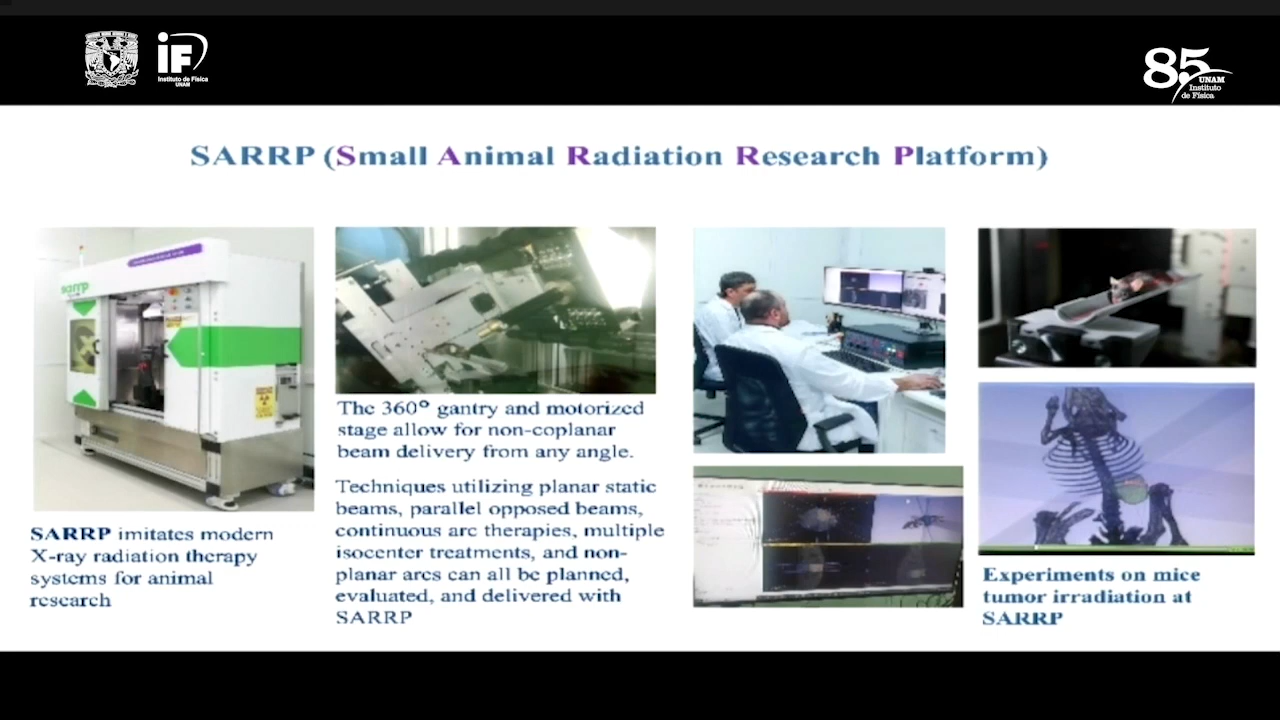 iF
Instituto de Física
UNAM
85
UNAM
Instituto
de Física
SARRP (Small Animal Radiation Research Platform)
sarrp
The 360° gantry and motorized
stage allow for non-coplanar
beam delivery from any angle.
Techniques utilizing planar static
beams, parallel opposed beams,
continuous arc therapies, multiple
isocenter treatments, and non-
planar arcs can all be planned,
evaluated, and delivered with
SARRP
SARRP imitates modern
X-ray radiation therapy
systems for animal
research
Experiments on mice
tumor irradiation at
SARRP